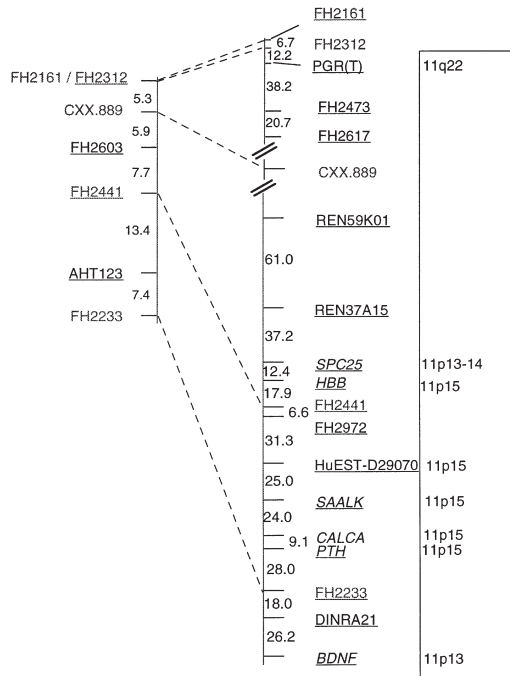 FH2161
6.7
FH2312
12.2
PGR(T) 11q22
FH2161 / FH2312
38.2
5.3
CXX.889
FH2473
20.7
5.9
FH2617
FH2603
7.7
CXX.889
FH2441
REN59K01
13.4
61.0
AHT123
7.4
REN37A15
FH2233
37.2
SPC25 11p13-14
12.4
HBB 11p15
17.9
FH2441
6.6
FH2972
31.3
HuEST-D29070 11p15
25.0
SAALK 11p15
24.0
CALCA 11p15
9.1
PTH 11p15
28.0
FH2233
18.0
DINRA21
26.2
BDNF 11p13